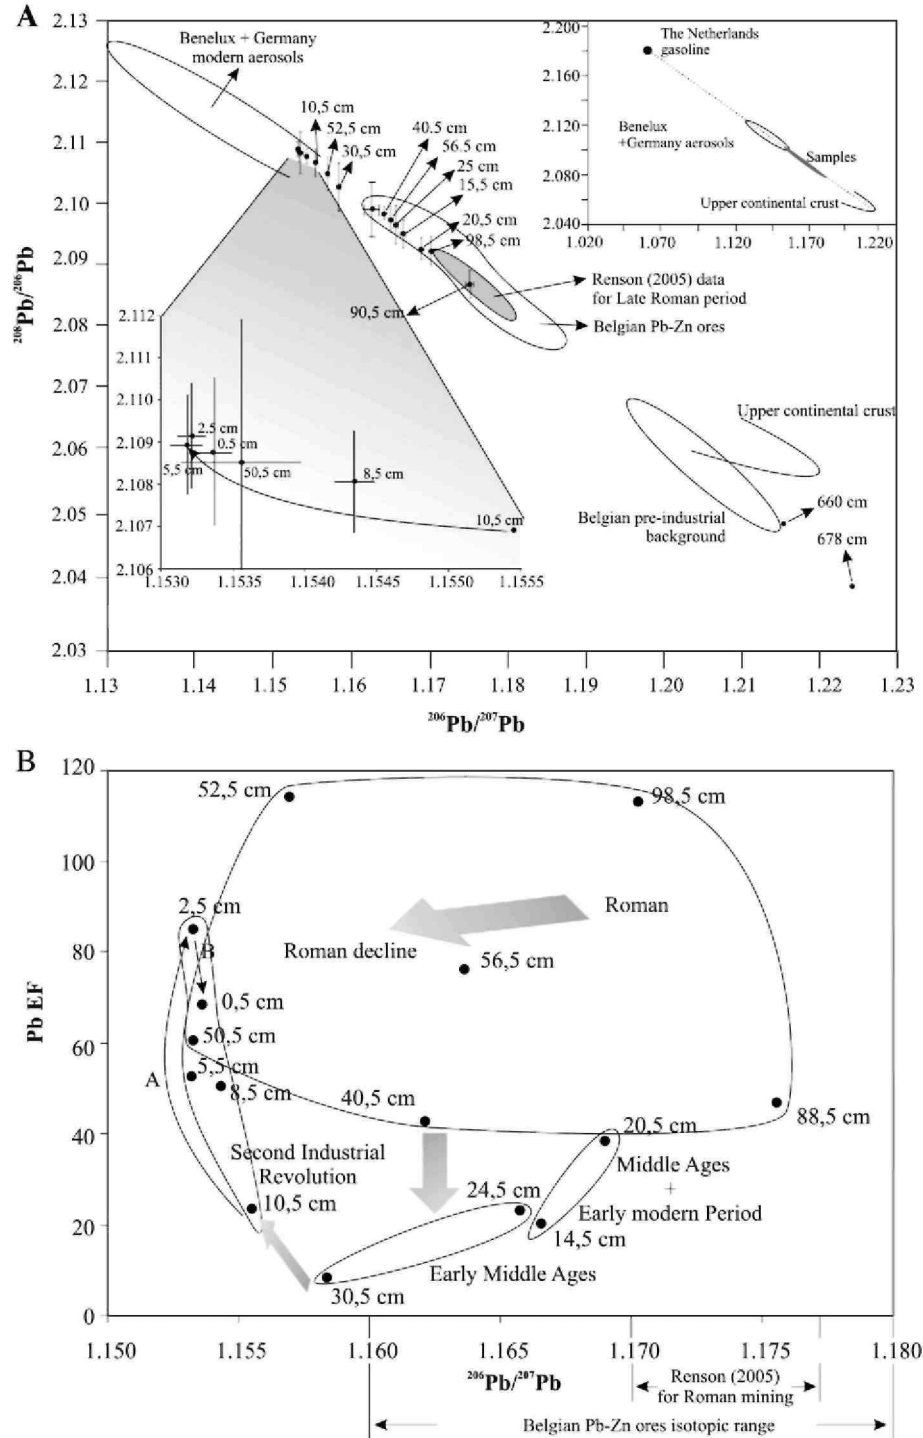 A
2.13
2.12
2.11
2.10
2.09
2.08
2.07
2.06
2.05
2.04
2.03
²⁰⁸Pb/²⁰⁶Pb
Benelux + Germany
modern aerosols
10,5 cm
52,5 cm
30,5 cm
40.5 cm
56.5 cm
25 cm
15,5 cm
20,5 cm
98,5 cm
90,5 cm
Renson (2005) data
for Late Roman period
Belgian Pb-Zn ores
Upper continental crust
Belgian pre-industrial
background
660 cm
678 cm
2.200
2.160
2.120
2.080
2.040
The Netherlands
gasoline
Benelux
+Germany aerosols
Samples
Upper continental crust
1.020
1.070
1.120
1.170
1.220
2.112
2.111
2.110
2.109
2.108
2.107
2.106
2.5 cm
0.5 cm
5,5 cm
50,5 cm
8,5 cm
10,5 cm
1.1530
1.1535
1.1540
1.1545
1.1550
1.1555
1.13
1.14
1.15
1.16
1.17
1.18
1.19
1.20
1.21
1.22
1.23
²⁰⁶Pb/²⁰⁷Pb
B
120
100
80
60
40
20
0
Pb EF
52,5 cm
98,5 cm
2,5 cm
Roman
B
Roman decline
56,5 cm
0,5 cm
50,5 cm
5,5 cm
A
8,5 cm
40,5 cm
88,5 cm
20,5 cm
Second Industrial
Revolution
Middle Ages
+
Early modern Period
10,5 cm
24,5 cm
14,5 cm
Early Middle Ages
30,5 cm
1.150
1.155
1.160
1.165
1.170
1.175
1.180
²⁰⁶Pb/²⁰⁷Pb
Renson (2005)
for Roman mining
Belgian Pb-Zn ores isotopic range